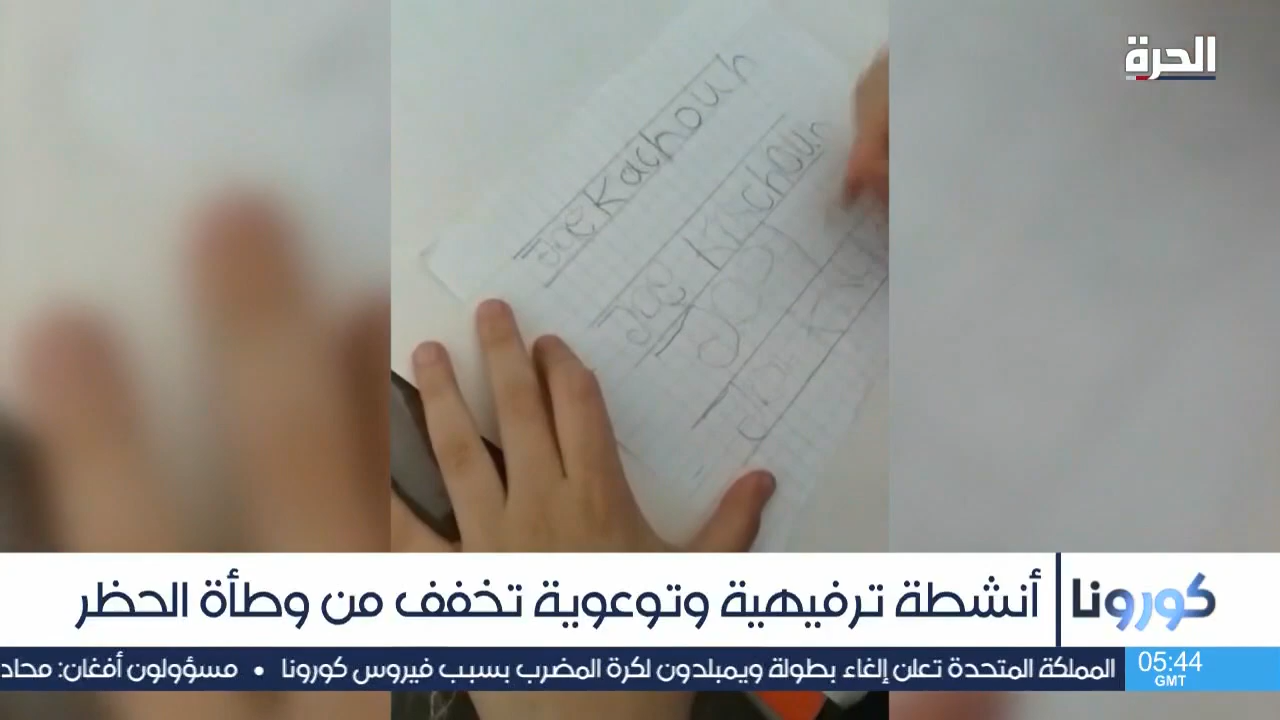 الحرة
Joe Kachouh
Joe
chou
كورونا
أنشطة ترفيهية وتوعوية تخفف من وطأة الحظر
05:44
GMT
المملكة المتحدة تعلن إلغاء بطولة ويمبلدون لكرة المضرب بسبب فيروس كورونا • مسؤولون أفغان: